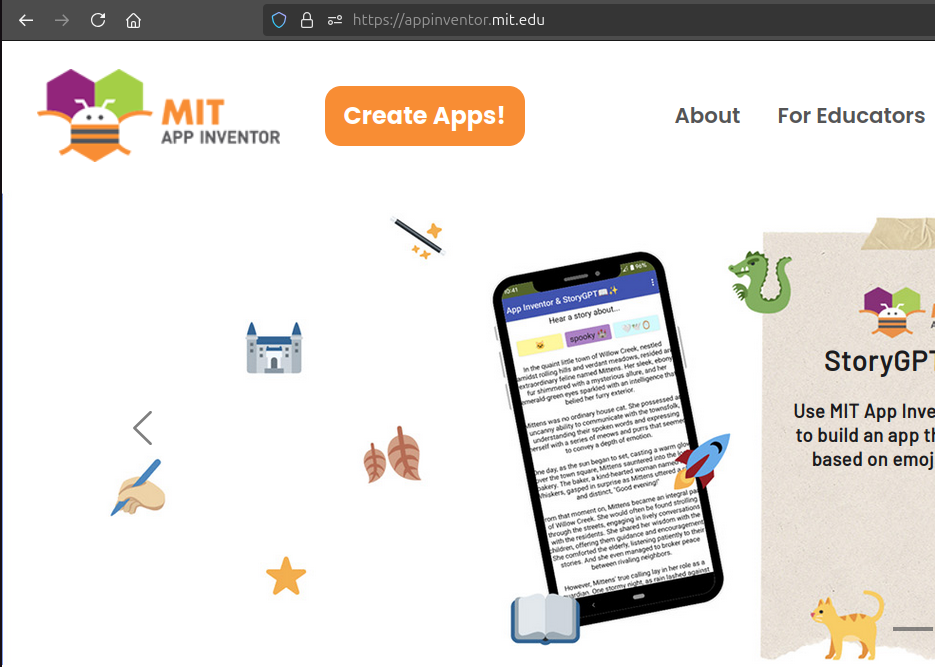 https://appinventor.mit.edu
MIT
APP INVENTOR
Create Apps!
About
For Educators
10:41
96%
App Inventor & StoryGPT
Hear a story about...
spooky
In the quaint little town of Willow Creek, nestled
amidst rolling hills and verdant meadows, resided an
extraordinary feline named Mittens. Her sleek, ebony
fur shimmered with a mysterious allure, and her
emerald-green eyes sparkled with an intelligence that
belied her furry exterior.
Mittens was no ordinary house cat. She possessed an
uncanny ability to communicate with the townsfolk,
understanding their spoken words and expressing
herself with a series of meows and purrs that seemed
to convey a depth of emotion.
One day, as the sun began to set, casting a warm glow
over the town square, Mittens sauntered into the local
bakery. The baker, a kind-hearted woman named
whiskers, gasped in surprise as Mittens uttered a
and distinct, "Good evening!"
From that moment on, Mittens became an integral part
of Willow Creek. She would often be found strolling
through the streets, engaging in lively conversations
with the residents. She shared her wisdom with the
children, offering them guidance and encouragement.
She comforted the elderly, listening patiently to their
stories. And she even managed to broker peace
between rivaling neighbors.
However, Mittens' true calling lay in her role as a
guardian. One stormy night, as rain lashed against
StoryGPT
Use MIT App Inve
to build an app th
based on emoj